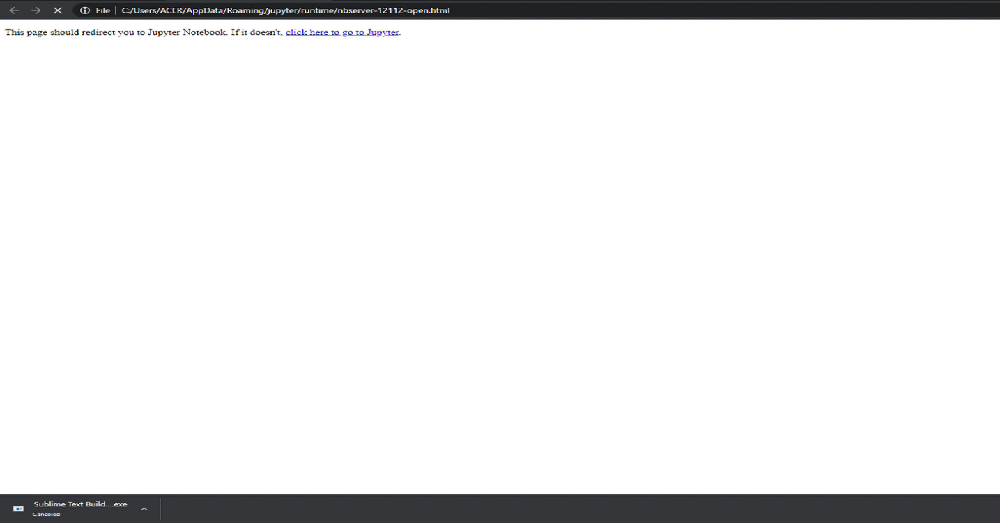 File C:/Users/ACER/AppData/Roaming/jupyter/runtime/nbserver-12112-open.html
This page should redirect you to Jupyter Notebook. If it doesn't, click here to go to Jupyter.
Sublime Text Build....exe
Canceled